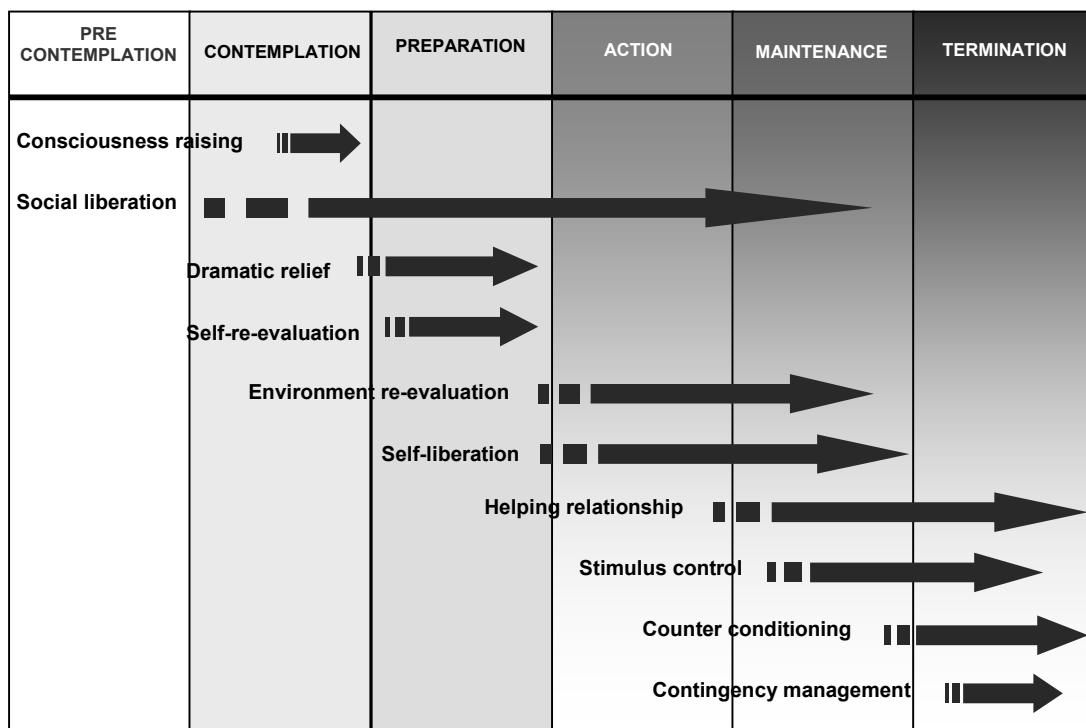 PRE
CONTEMPLATION
CONTEMPLATION
PREPARATION
ACTION
MAINTENANCE
TERMINATION
Consciousness raising
Social liberation
Dramatic relief
Self-re-evaluation
Environment re-evaluation
Self-liberation
Helping relationship
Stimulus control
Counter conditioning
Contingency management